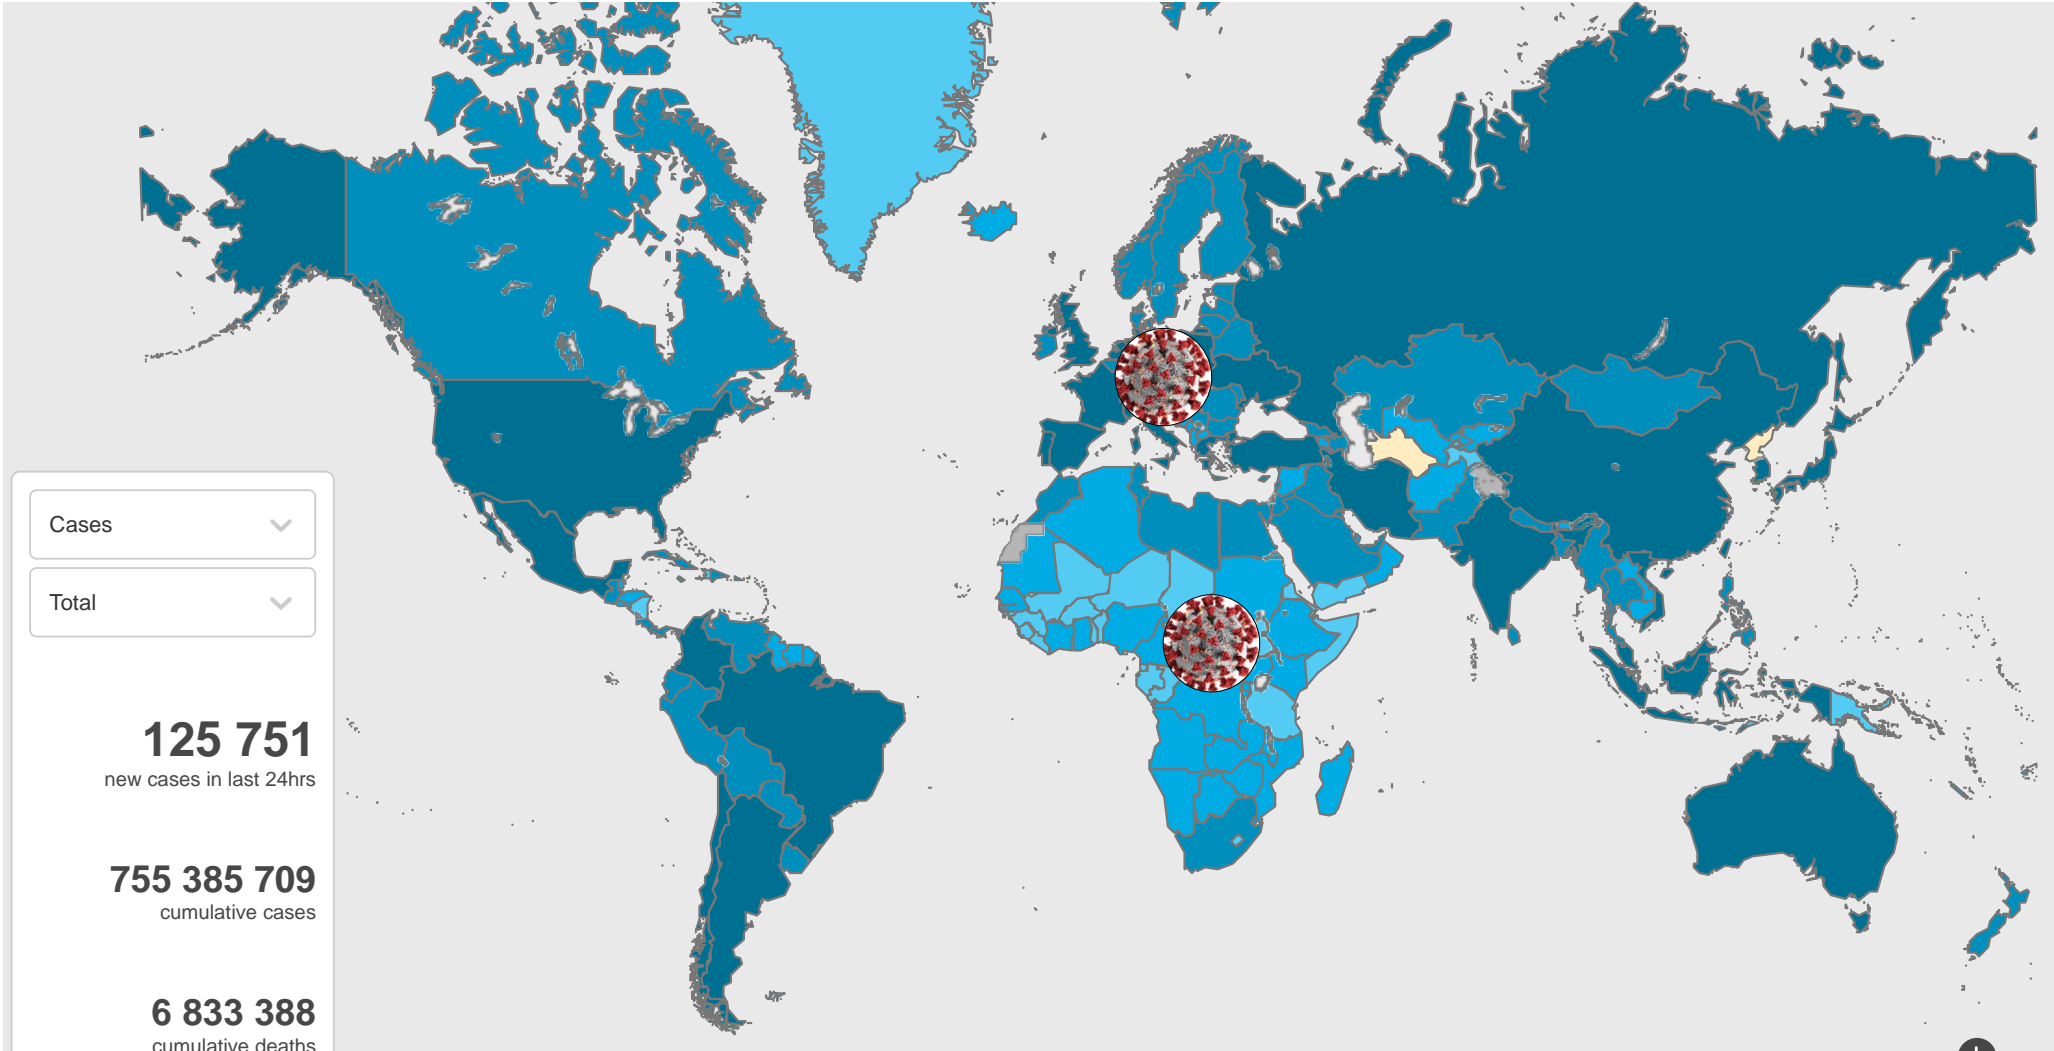 Cases
Total
125 751
new cases in last 24hrs
755 385 709
cumulative cases
6 833 388
cumulative deaths